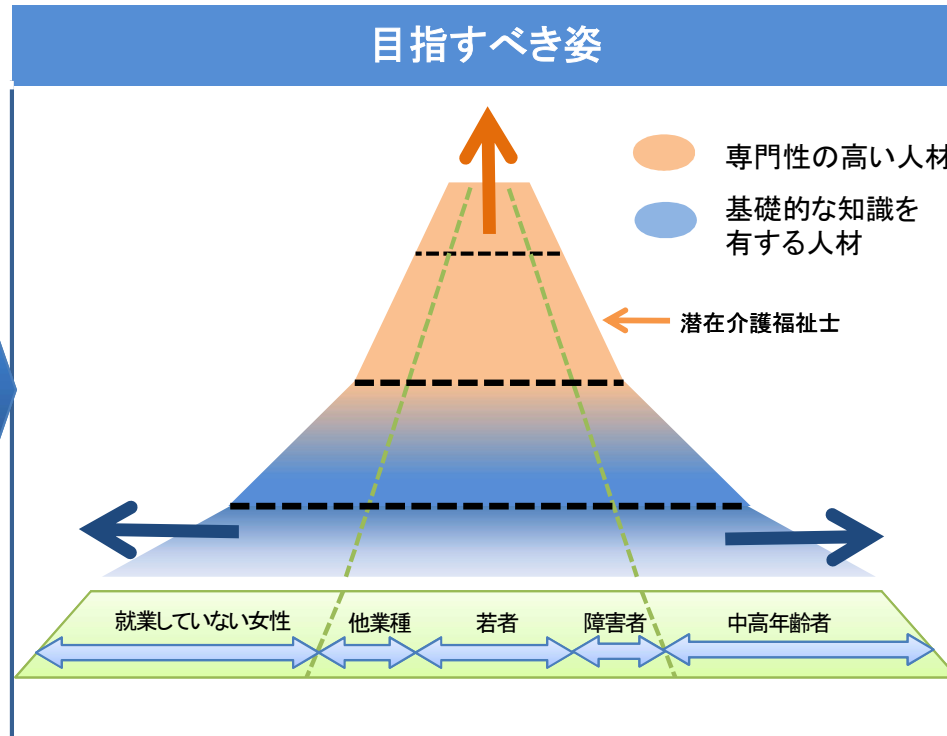 目指すべき姿
専門性の高い人材
基礎的な知識を
有する人材
潜在介護福祉士
就業していない女性
他業種
若者
障害者
中高年齢者